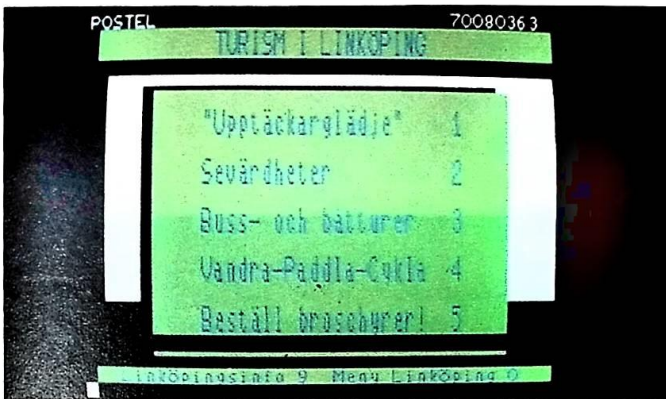 POSTEL 70080363
TURISM I LINKÖPING
"Upptäckarglädje" 1
Sevärdheter 2
Buss- och båtturer 3
Vandra-Paddla-Cykla 4
Beställ broschyrer! 5
Linköpingsinfo 9 Meny Linköping 0